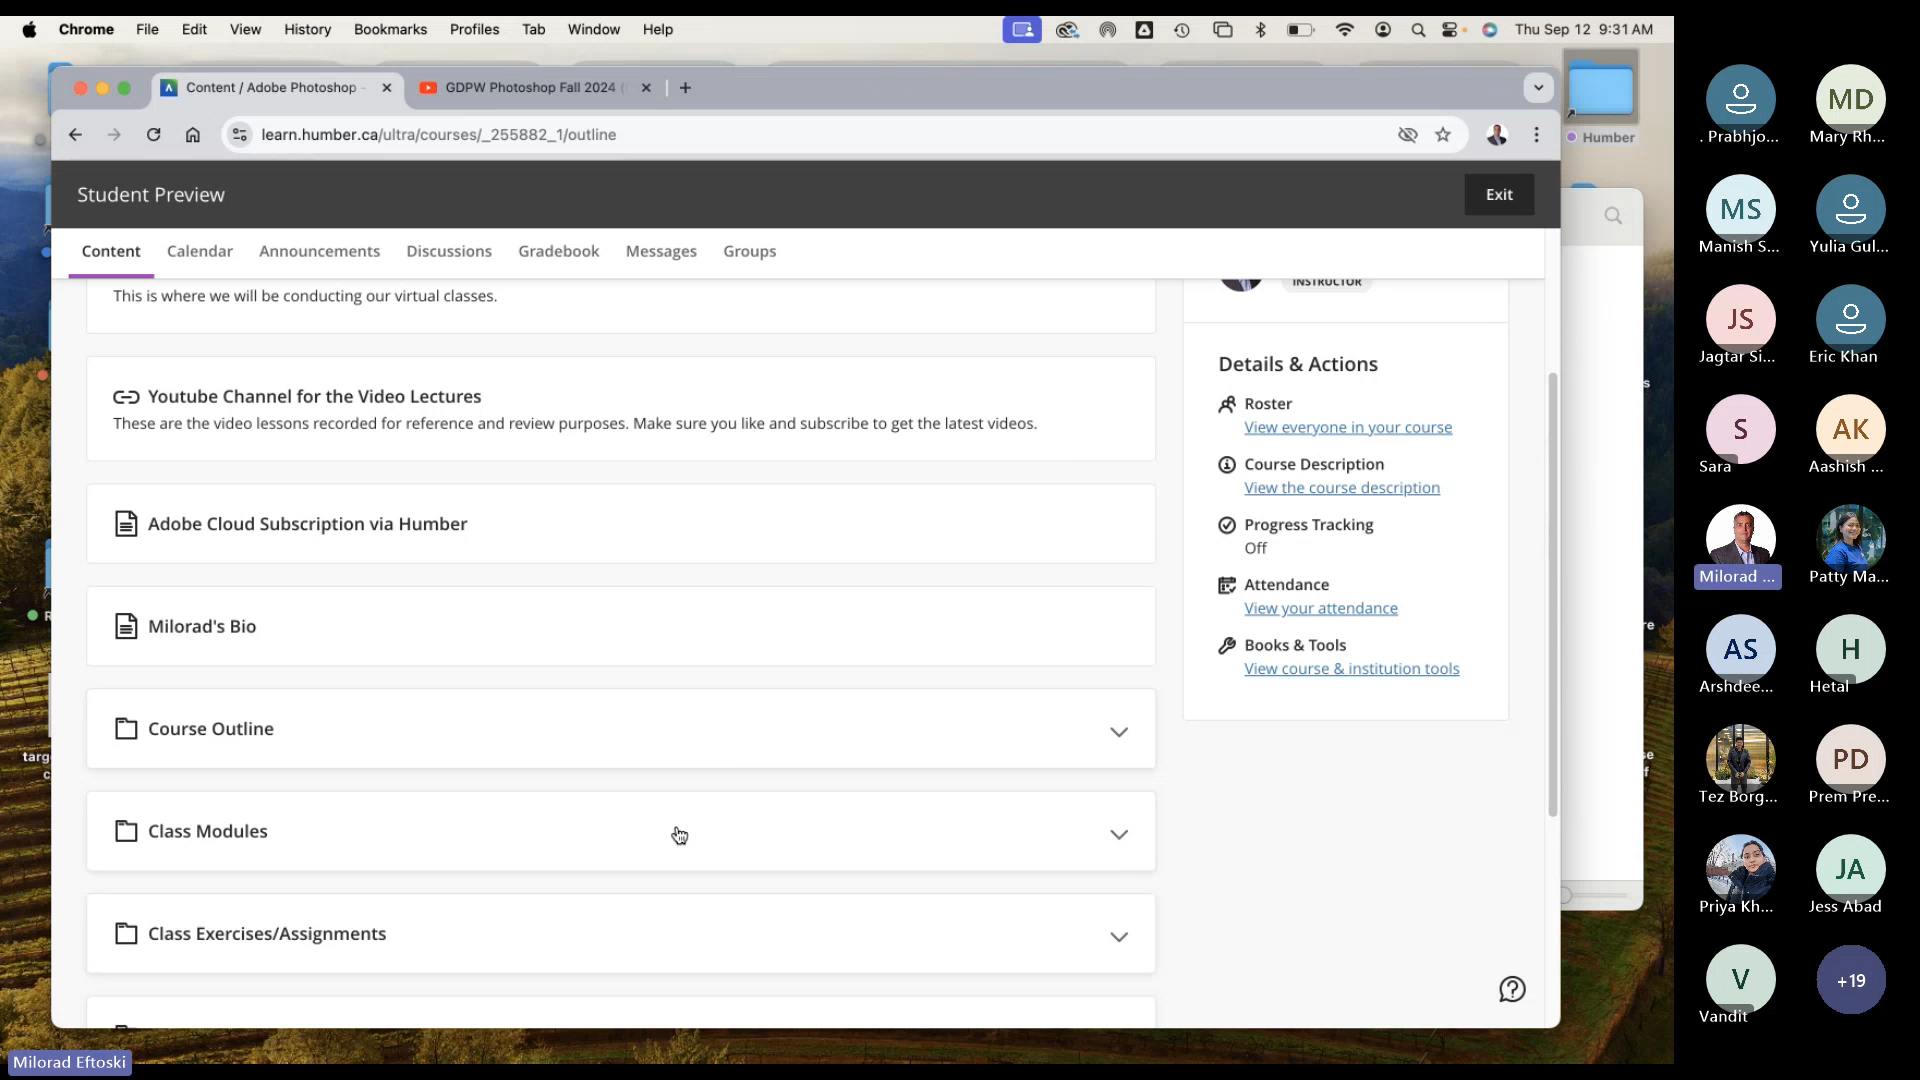 Chrome File Edit View History Bookmarks Profiles Tab Window Help Thu Sep 12 9:31 AM
Content / Adobe Photoshop -
GDPW Photoshop Fall 2024 (
learn.humber.ca/ultra/courses/_255882_1/outline
Humber
Student Preview
Exit
Content Calendar Announcements Discussions Gradebook Messages Groups
This is where we will be conducting our virtual classes.
INSTRUCTOR
Youtube Channel for the Video Lectures
These are the video lessons recorded for reference and review purposes. Make sure you like and subscribe to get the latest videos.
Adobe Cloud Subscription via Humber
Milorad's Bio
Course Outline
Class Modules
Class Exercises/Assignments
Details & Actions
Roster
View everyone in your course
Course Description
View the course description
Progress Tracking
Off
Attendance
View your attendance
Books & Tools
View course & institution tools
targ
. Prabhjo...
MD
Mary Rh...
MS
Manish S...
Yulia Gul...
JS
Jagtar Si...
Eric Khan
S
Sara
AK
Aashish ...
Milorad ...
Patty Ma...
AS
Arshdee...
H
Hetal
Tez Borg...
PD
Prem Pre...
Priya Kh...
JA
Jess Abad
V
Vandit
+19
Milorad Eftoski